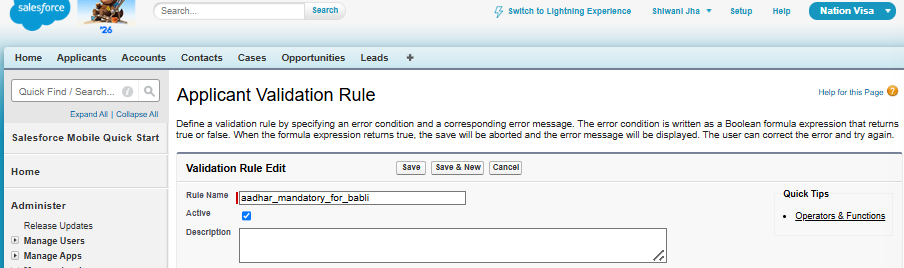 salesforce
'26
Search...
Search
Switch to Lightning Experience
Shiwani Jha
Setup
Help
Nation Visa
Home
Applicants
Accounts
Contacts
Cases
Opportunities
Leads
+
Quick Find / Search...
Expand All | Collapse All
Salesforce Mobile Quick Start
Home
Administer
Release Updates
Manage Users
Manage Apps
Applicant Validation Rule
Help for this Page
Define a validation rule by specifying an error condition and a corresponding error message. The error condition is written as a Boolean formula expression that returns
true or false. When the formula expression returns true, the save will be aborted and the error message will be displayed. The user can correct the error and try again.
Validation Rule Edit
Save
Save & New
Cancel
Rule Name
aadhar_mandatory_for_babli
Active
Description
Quick Tips
Operators & Functions